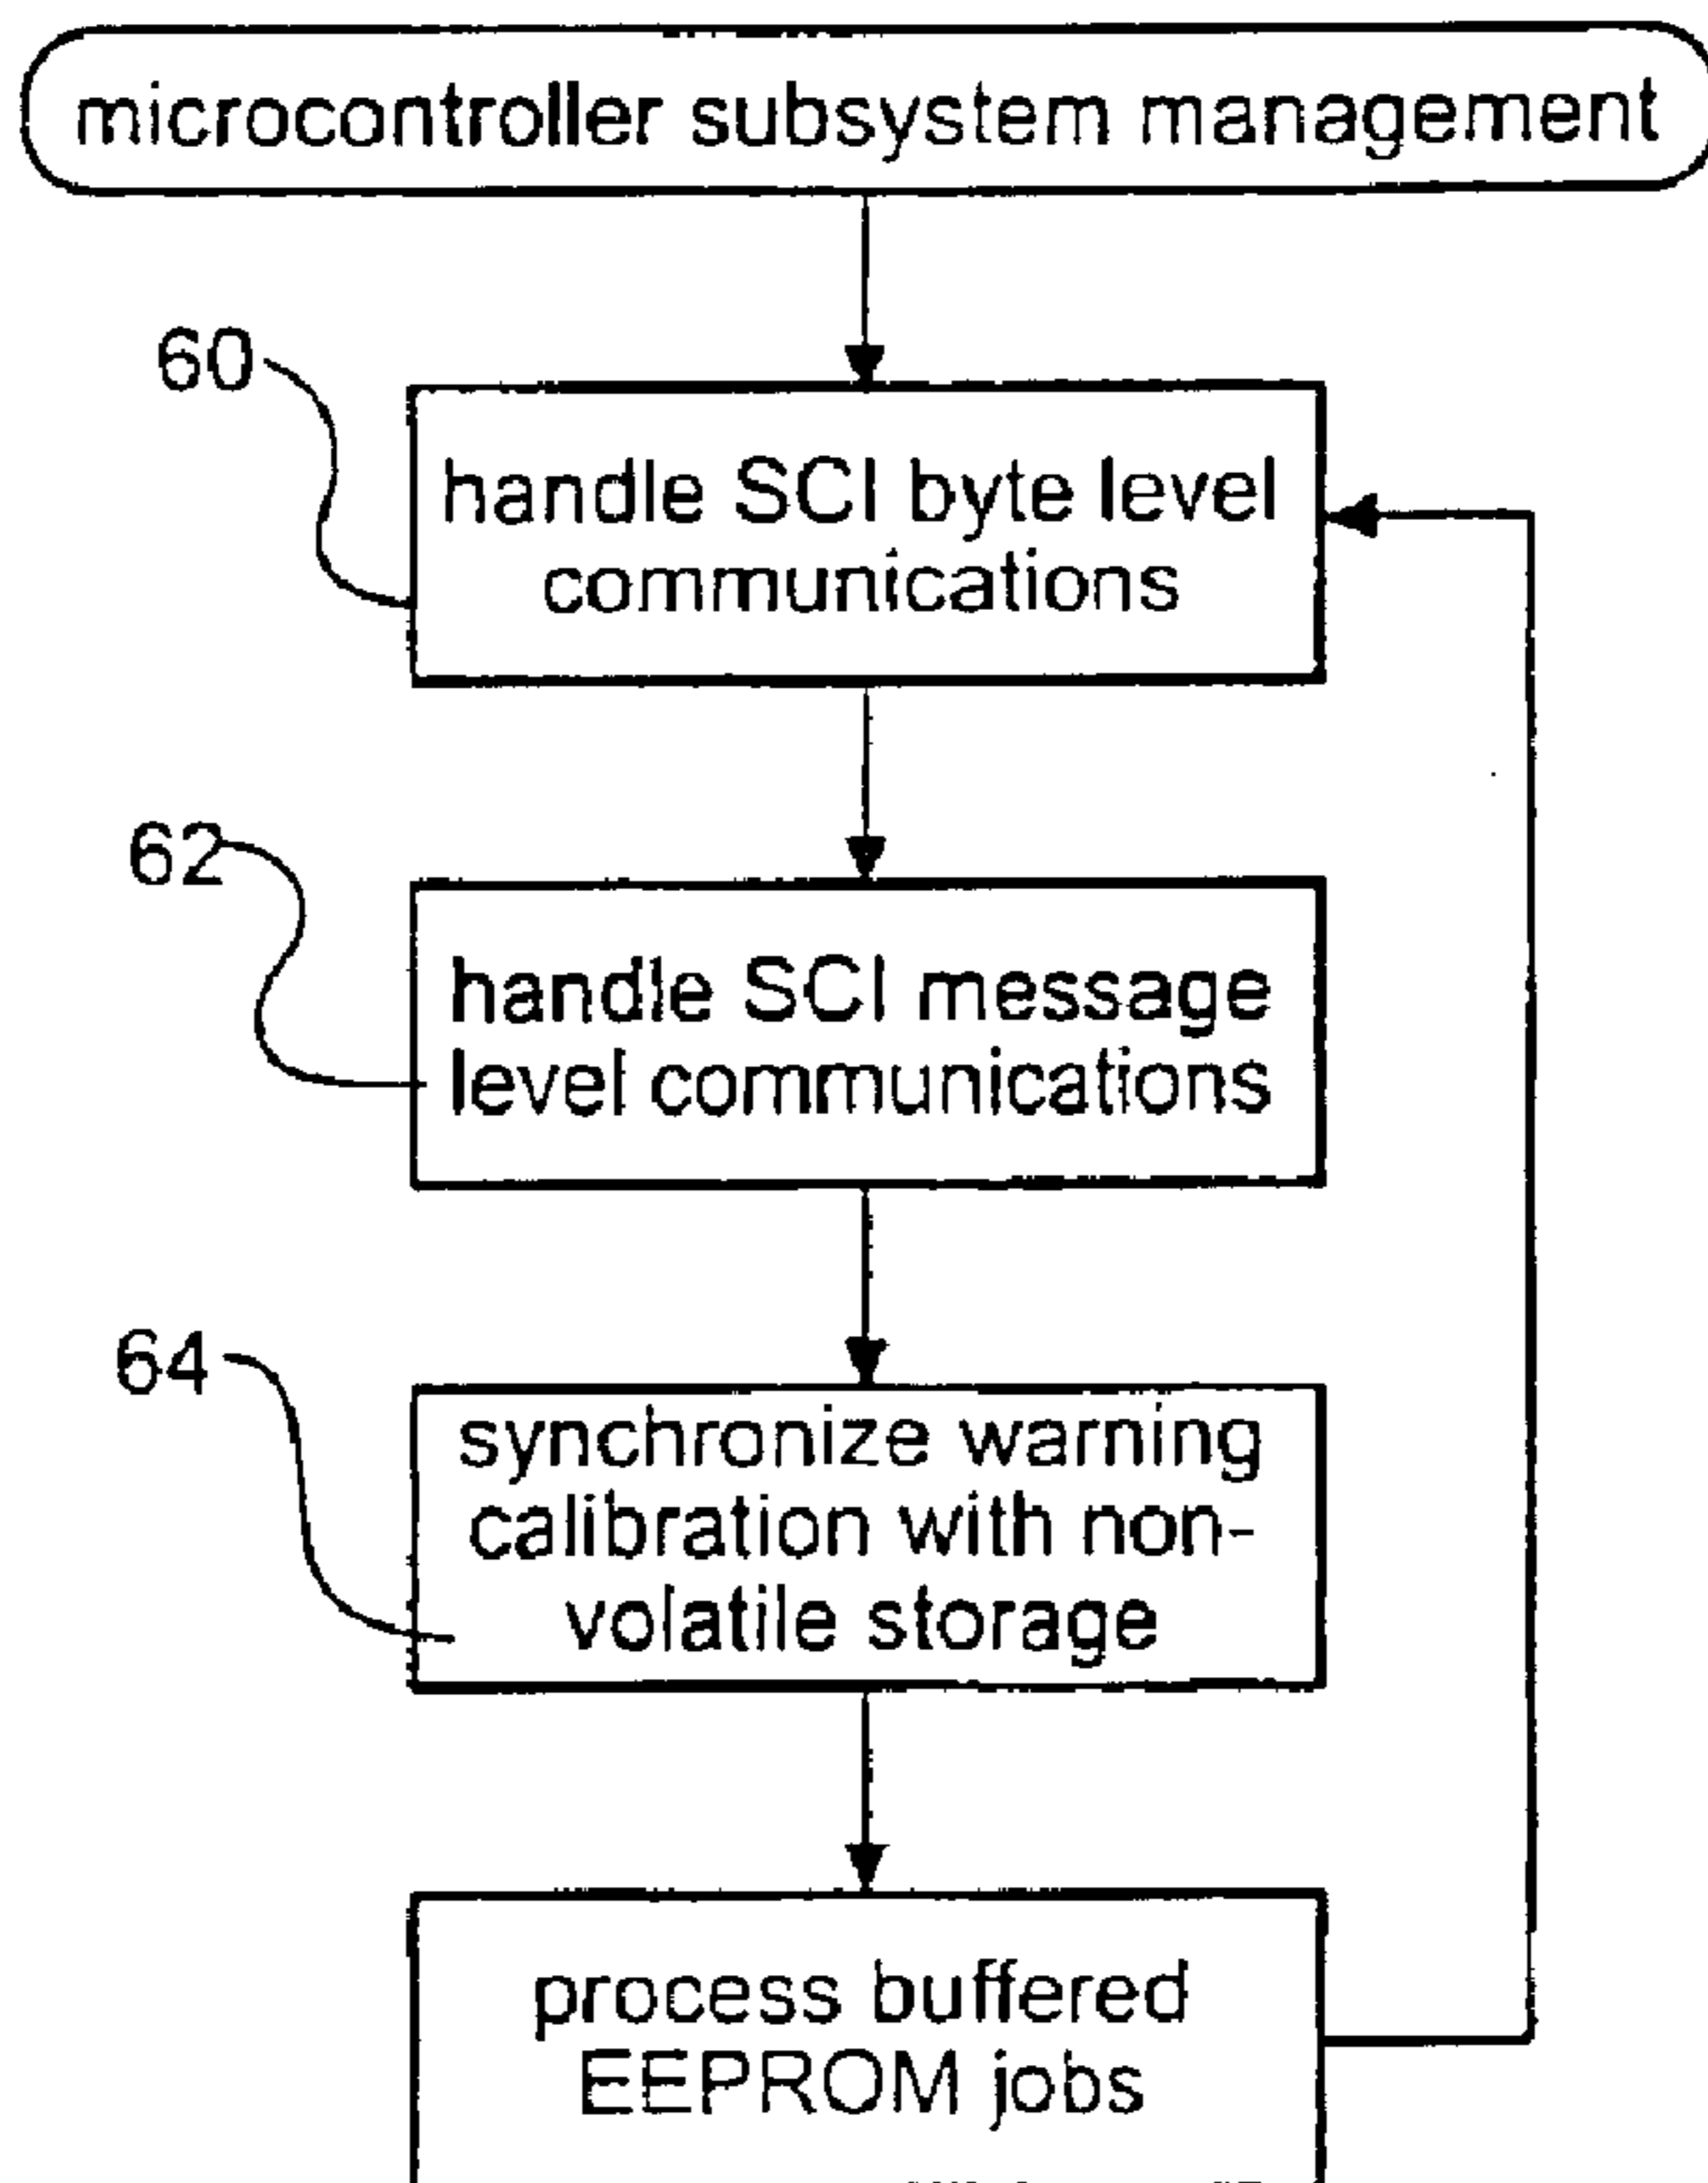 microcontroller subsystem management
60
handle SCI byte level
communications
62
handle SCI message
level communications
64
synchronize warning
calibration with non-
volatile storage
process buffered
EEPROM jobs